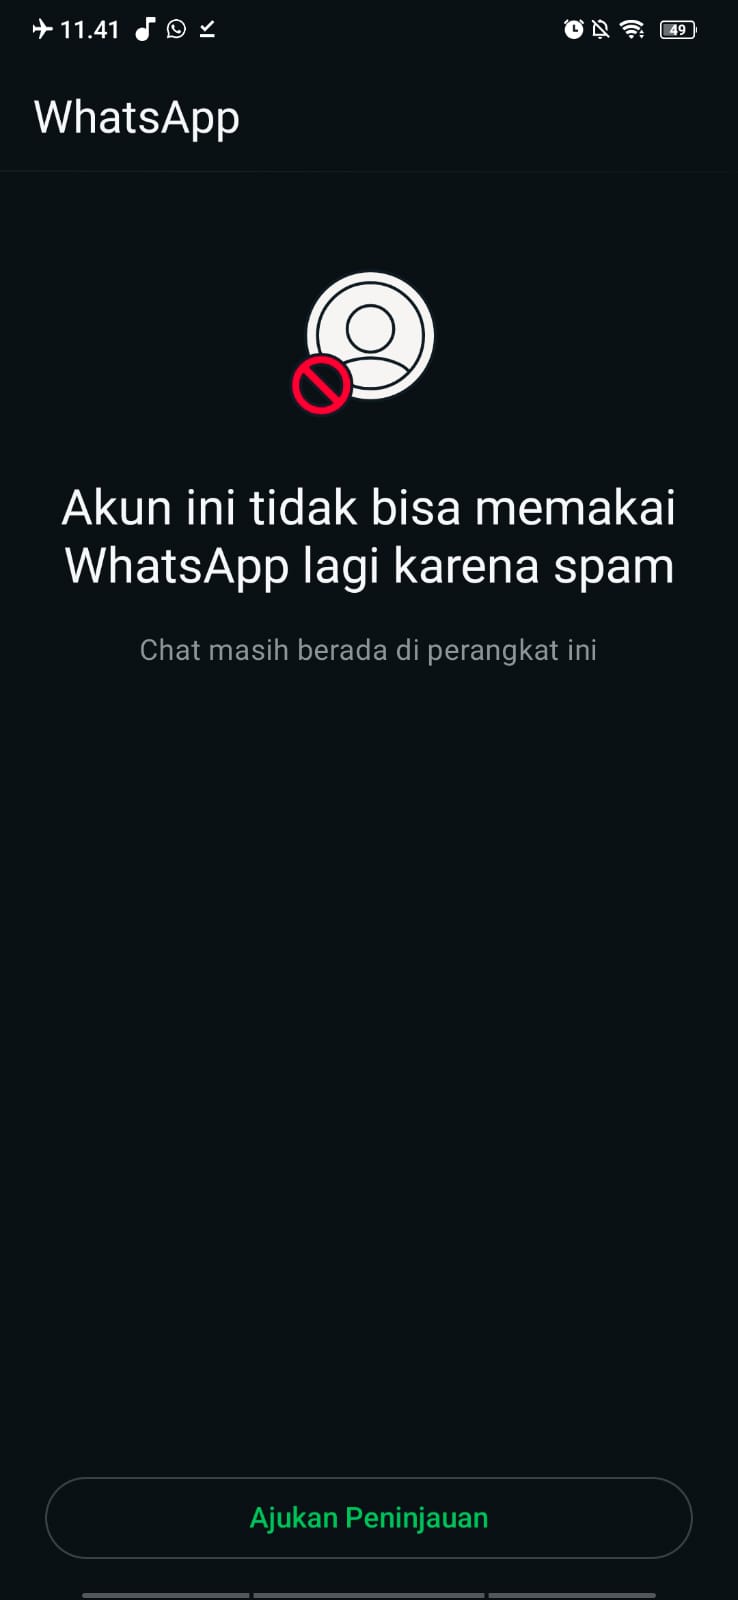 11.41
49
WhatsApp
Akun ini tidak bisa memakai
WhatsApp lagi karena spam
Chat masih berada di perangkat ini
Ajukan Peninjauan